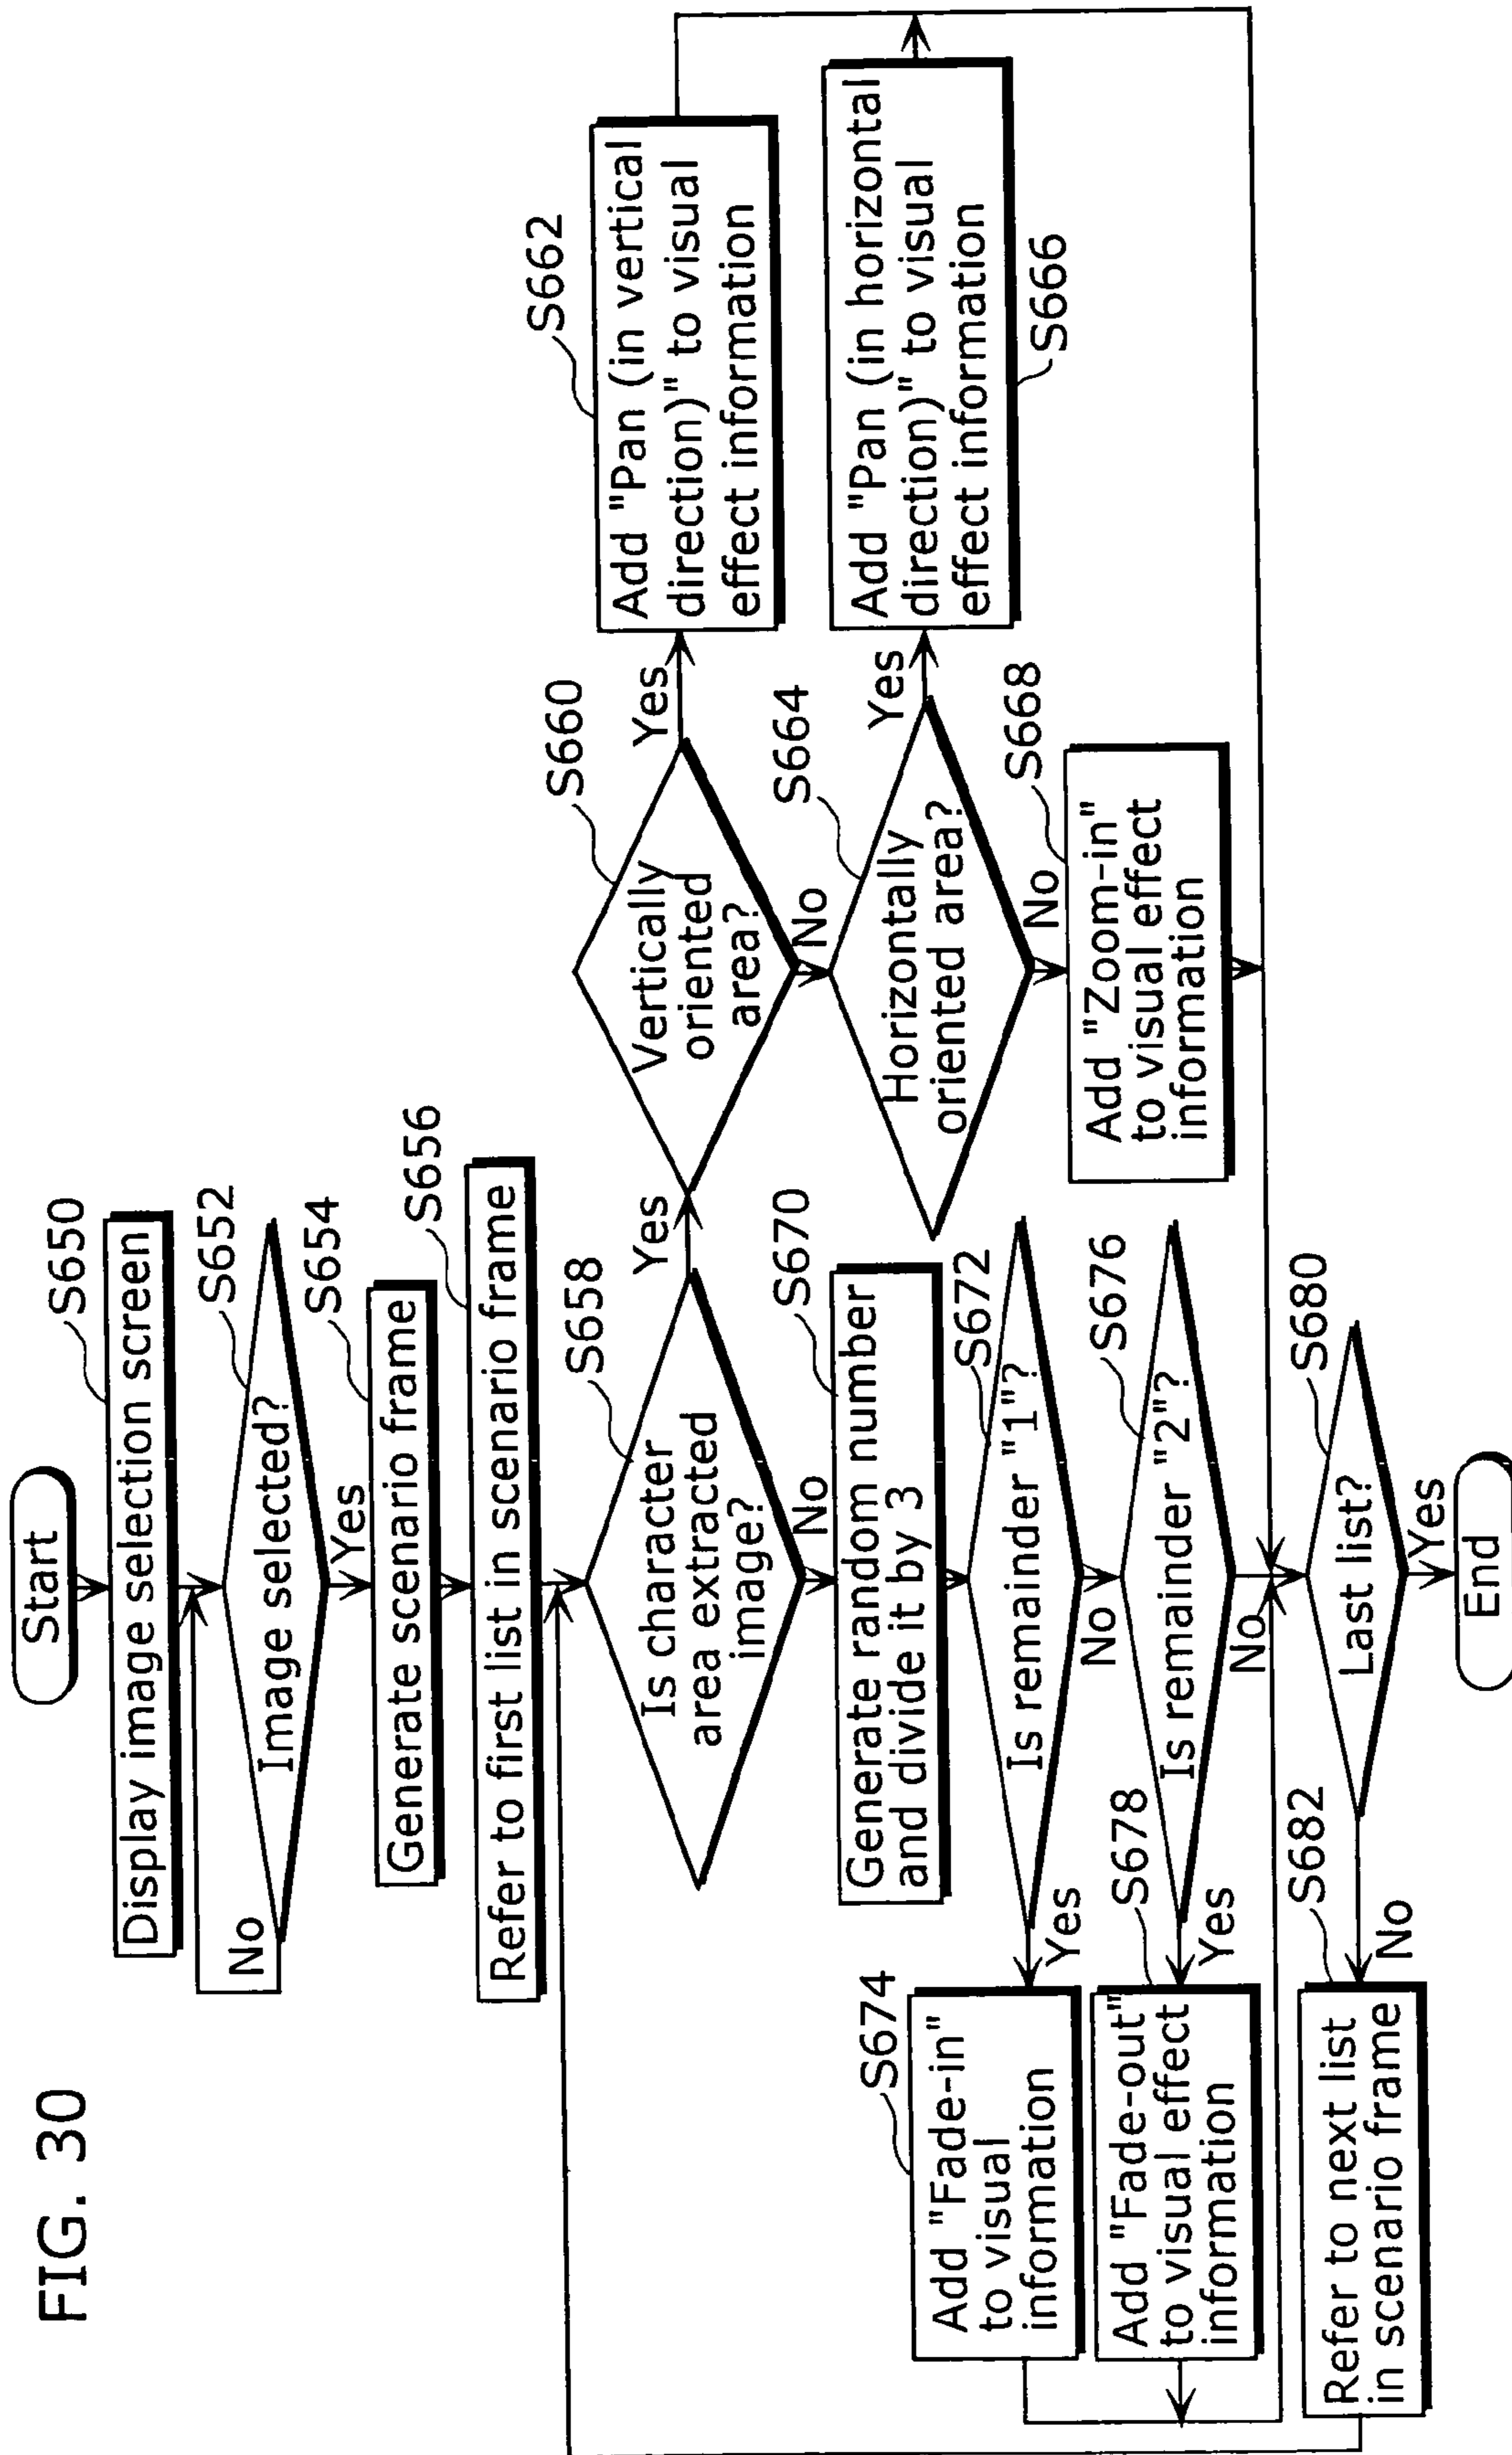 FIG. 30
Start
S650
Display image selection screen
S652
Image selected?
No
Yes
S654
Generate scenario frame
S656
Refer to first list in scenario frame
S658
Is character
area extracted
image?
Yes
No
S660
Vertically
oriented
area?
Yes
No
S662
Add "Pan (in vertical
direction)" to visual
effect information
S664
Horizontally
oriented area?
Yes
No
S666
Add "Pan (in horizontal
direction)" to visual
effect information
S668
Add "Zoom-in"
to visual effect
information
S670
Generate random number
and divide it by 3
S672
Is remainder "1"?
Yes
No
S674
Add "Fade-in"
to visual
information
S676
Is remainder "2"?
Yes
No
S678
Add "Fade-out"
to visual effect
information
S680
Last list?
No
Yes
S682
Refer to next list
in scenario frame
End